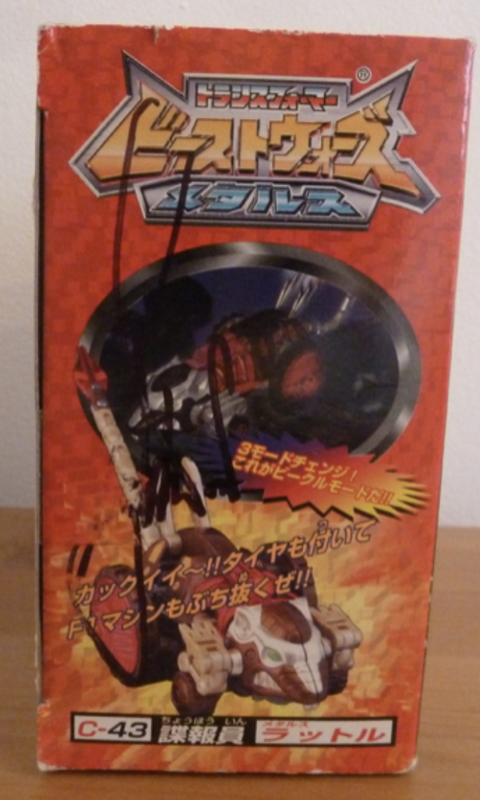 トランスフォーマー
®
ビーストウォーズ
メタルス
3モードチェンジ!
これがビークルモードだ!!
カックイイ〜!!タイヤも付いて
F1マシンもぶち抜くぜ!!
C-43 諜報員 メタルス ラットル
ちょうほう いん